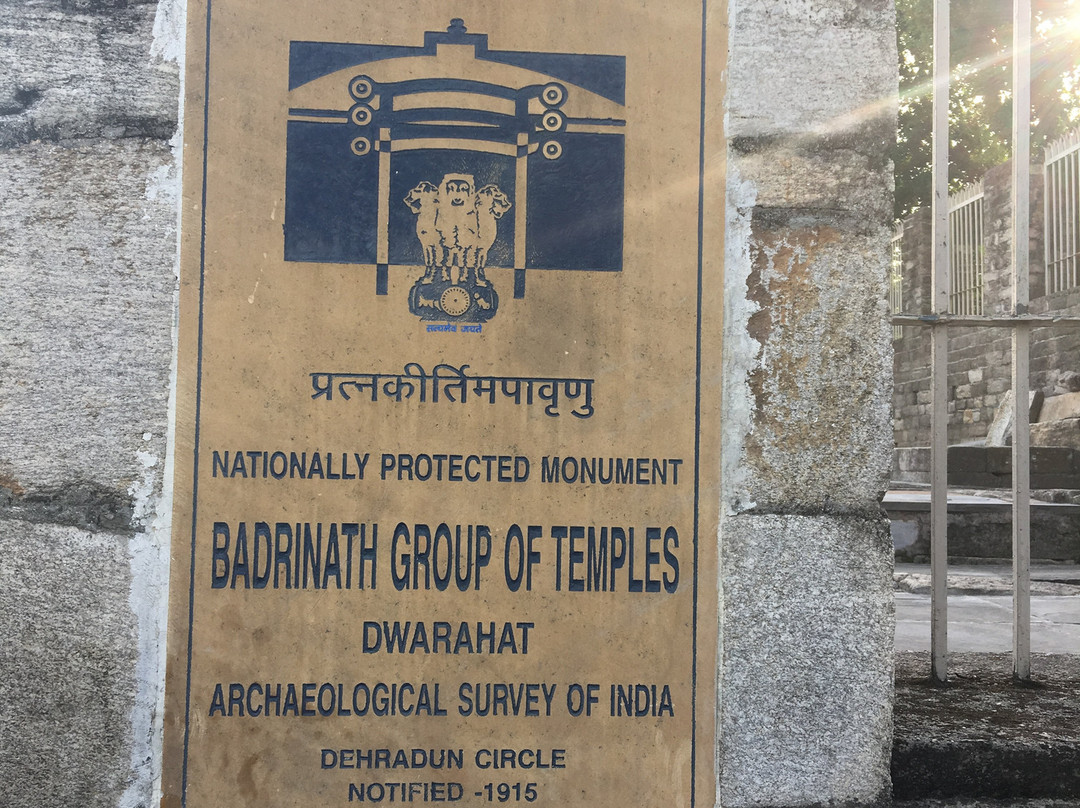 सत्यमेव जयते
प्रत्नकीर्तिमपावृणु
NATIONALLY PROTECTED MONUMENT
BADRINATH GROUP OF TEMPLES
DWARAHAT
ARCHAEOLOGICAL SURVEY OF INDIA
DEHRADUN CIRCLE
NOTIFIED -1915